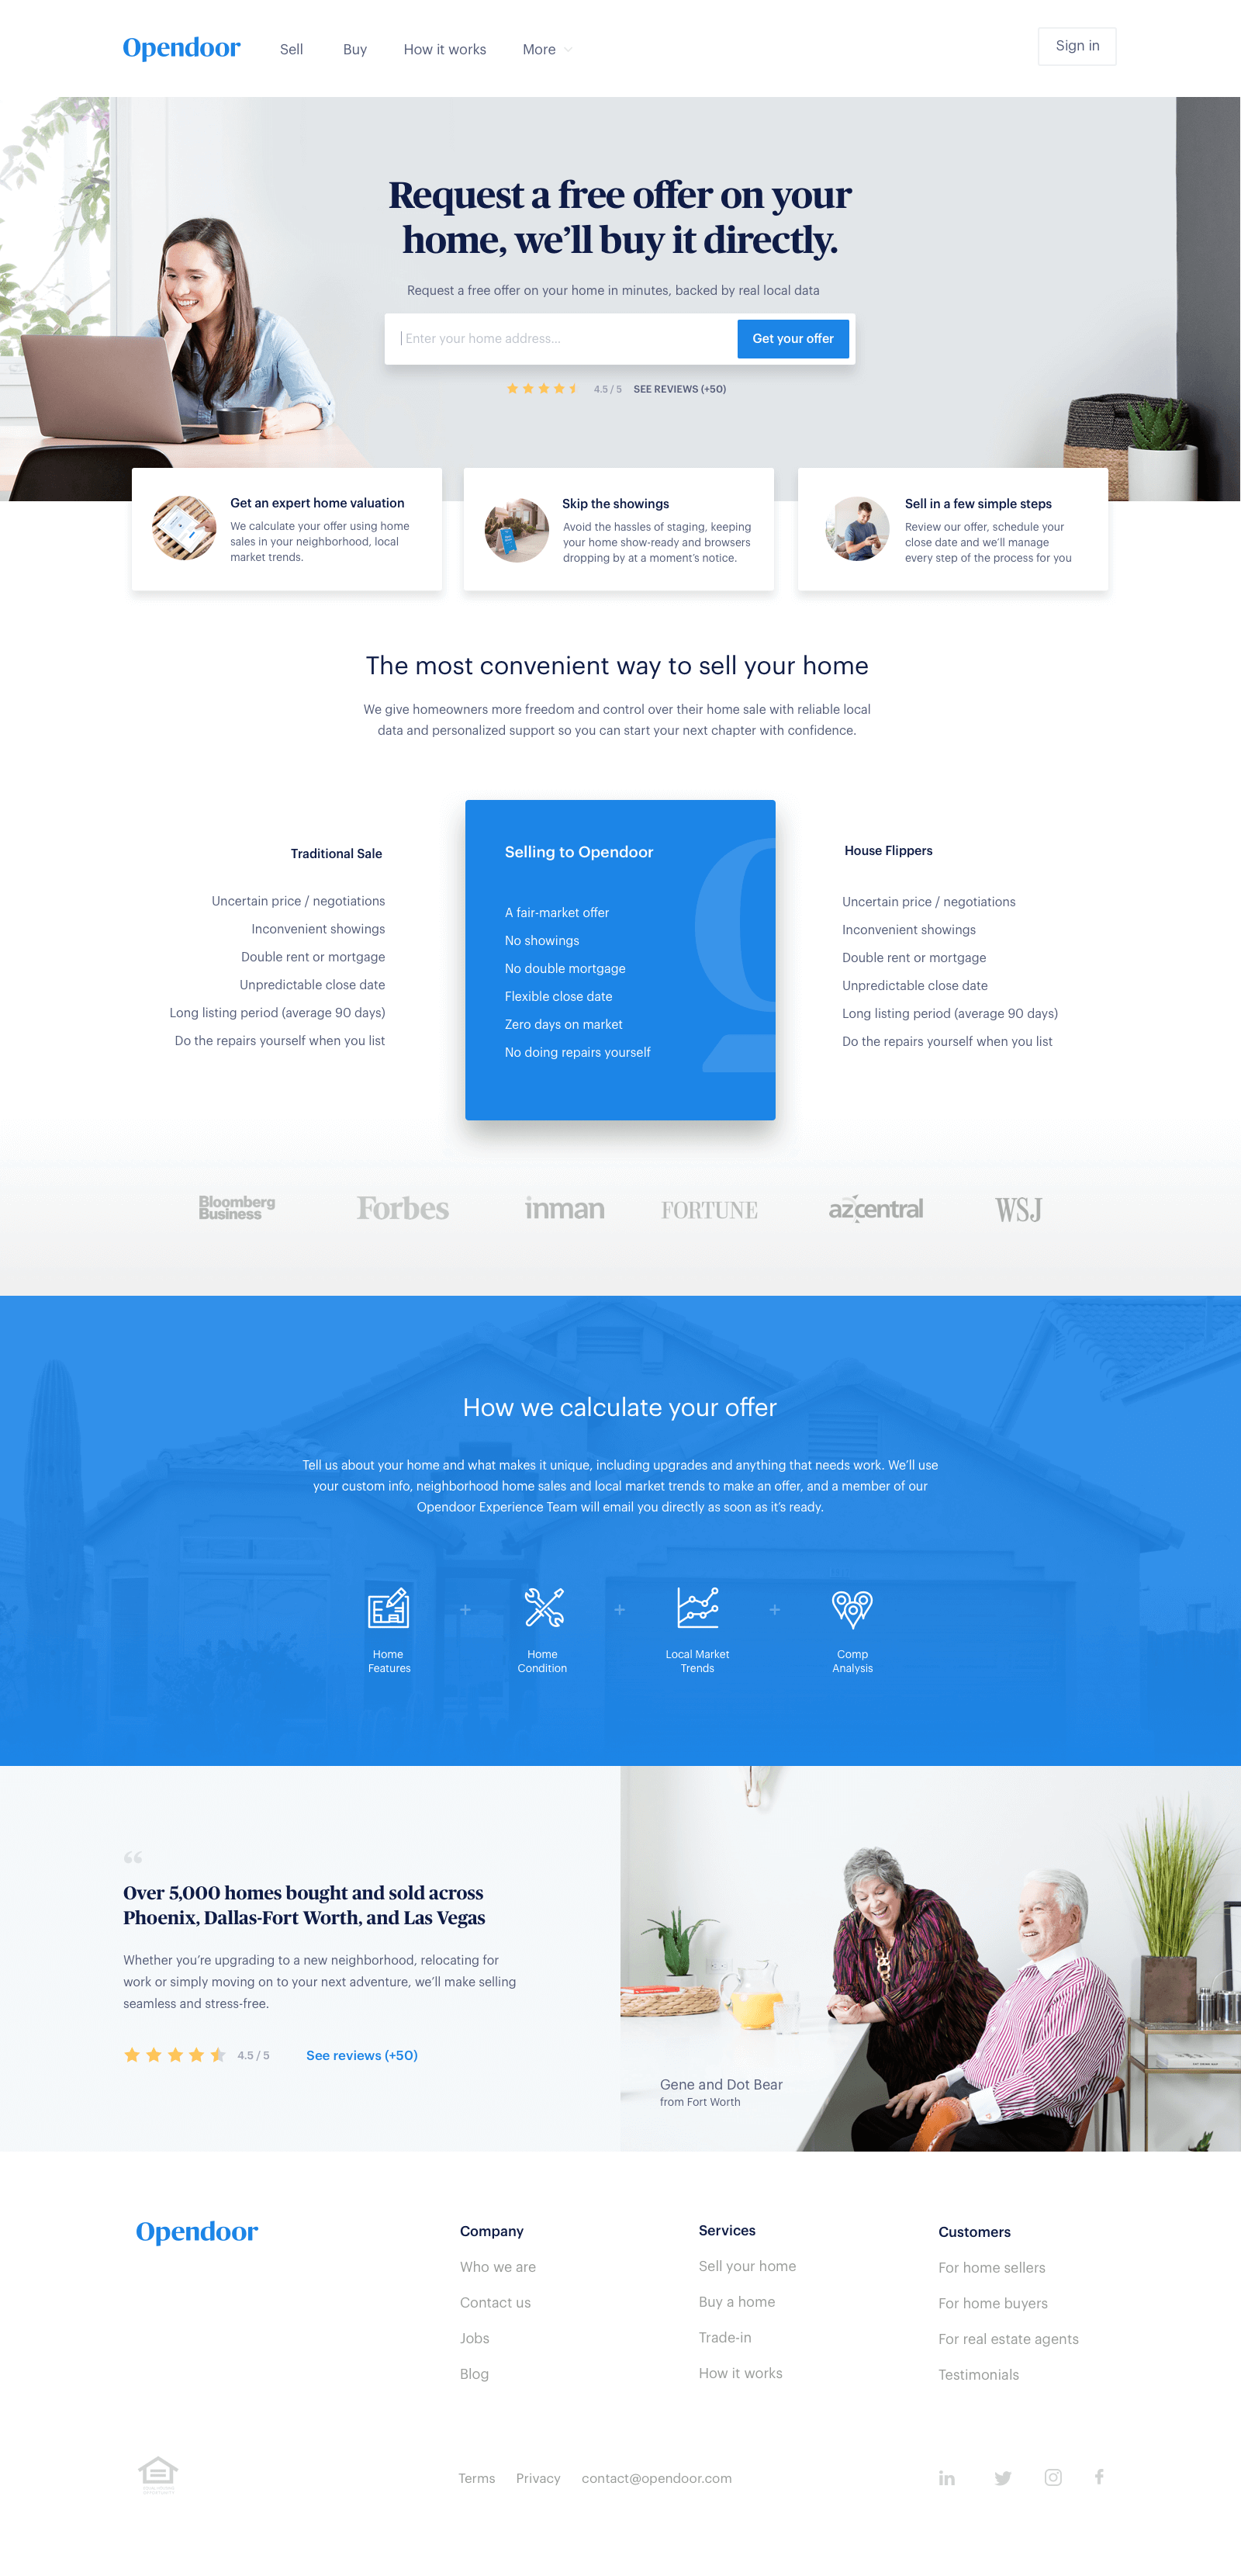 Opendoor
Sell
Buy
How it works
More
Sign in
Request a free offer on your
home, we’ll buy it directly.
Request a free offer on your home in minutes, backed by real local data
Enter your home address...
Get your offer
4.5 / 5
SEE REVIEWS (+50)
Get an expert home valuation
We calculate your offer using home
sales in your neighborhood, local
market trends.
Skip the showings
Avoid the hassles of staging, keeping
your home show-ready and browsers
dropping by at a moment’s notice.
Sell in a few simple steps
Review our offer, schedule your
close date and we’ll manage
every step of the process for you
The most convenient way to sell your home
We give homeowners more freedom and control over their home sale with reliable local
data and personalized support so you can start your next chapter with confidence.
Traditional Sale
Uncertain price / negotiations
Inconvenient showings
Double rent or mortgage
Unpredictable close date
Long listing period (average 90 days)
Do the repairs yourself when you list
Selling to Opendoor
A fair-market offer
No showings
No double mortgage
Flexible close date
Zero days on market
No doing repairs yourself
House Flippers
Uncertain price / negotiations
Inconvenient showings
Double rent or mortgage
Unpredictable close date
Long listing period (average 90 days)
Do the repairs yourself when you list
Bloomberg
Business
Forbes
inman
FORTUNE
azcentral
WSJ
How we calculate your offer
Tell us about your home and what makes it unique, including upgrades and anything that needs work. We’ll use
your custom info, neighborhood home sales and local market trends to make an offer, and a member of our
Opendoor Experience Team will email you directly as soon as it’s ready.
Home
Features
+
Home
Condition
+
Local Market
Trends
+
Comp
Analysis
“
Over 5,000 homes bought and sold across
Phoenix, Dallas-Fort Worth, and Las Vegas
Whether you’re upgrading to a new neighborhood, relocating for
work or simply moving on to your next adventure, we’ll make selling
seamless and stress-free.
4.5 / 5
See reviews (+50)
Gene and Dot Bear
from Fort Worth
Opendoor
Company
Who we are
Contact us
Jobs
Blog
Services
Sell your home
Buy a home
Trade-in
How it works
Customers
For home sellers
For home buyers
For real estate agents
Testimonials
Terms
Privacy
contact@opendoor.com